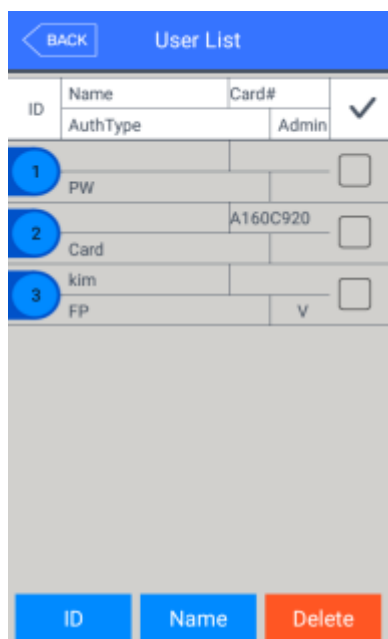 BACK User List
ID Name Card#
AuthType Admin
1
PW
2 A160C920
Card
3 kim
FP V
ID Name Delete